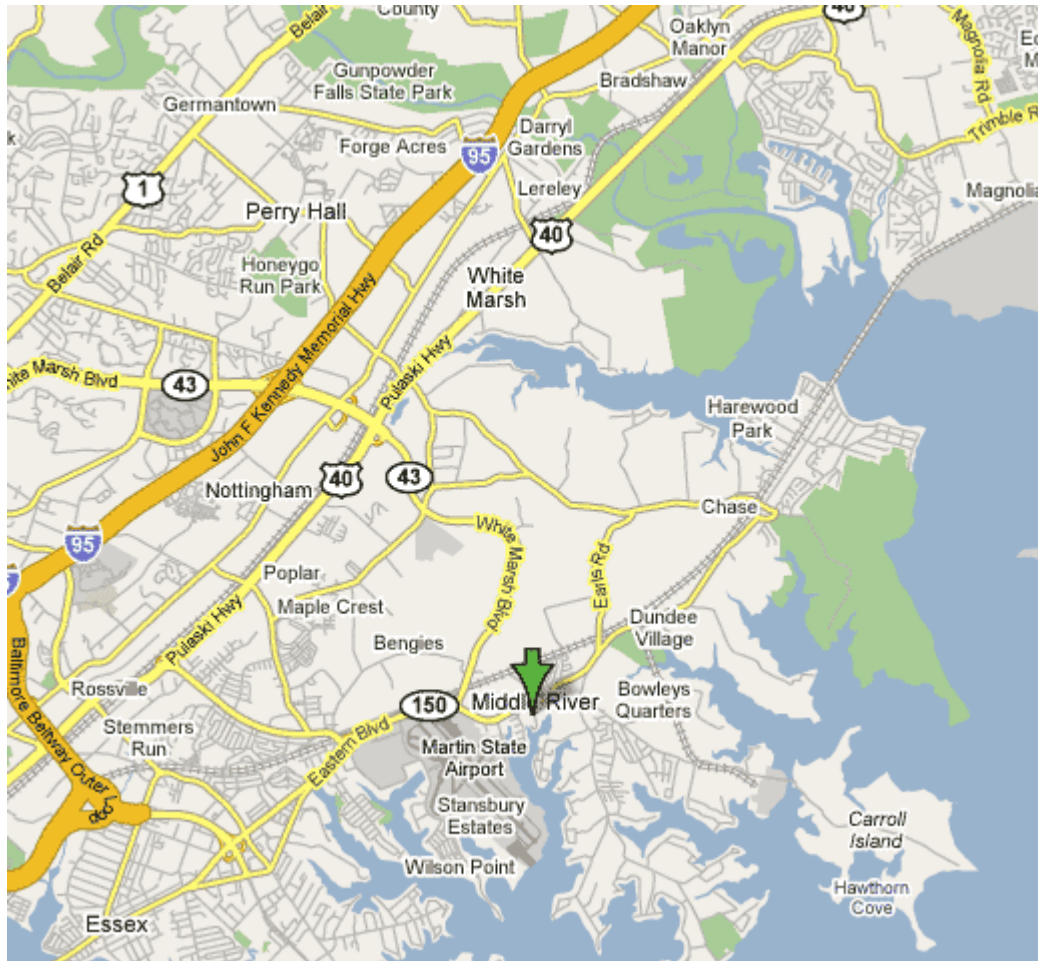 County
Belair
40
Oaklyn
Manor
Magnolia Rd
Gunpowder
Falls State Park
Bradshaw
Germantown
Darryl
Gardens
Trimble R
Forge Acres
95
1
Lereley
Magnolia
Perry Hall
40
Belair Rd
Honeygo
Run Park
White
Marsh
John F Kennedy Memorial Hwy
Pulaski Hwy
ite Marsh Blvd
43
Harewood
Park
Nottingham
40
43
Chase
95
White Marsh Blvd
Earls Rd
Poplar
Maple Crest
Dundee
Village
Bengies
Pulaski Hwy
Baltimore Beltway Outer L
Rossville
150
Middle River
Bowleys
Quarters
Stemmers
Run
Eastern Blvd
Martin State
Airport
Stansbury
Estates
Carroll
Island
Wilson Point
Hawthorn
Cove
Essex